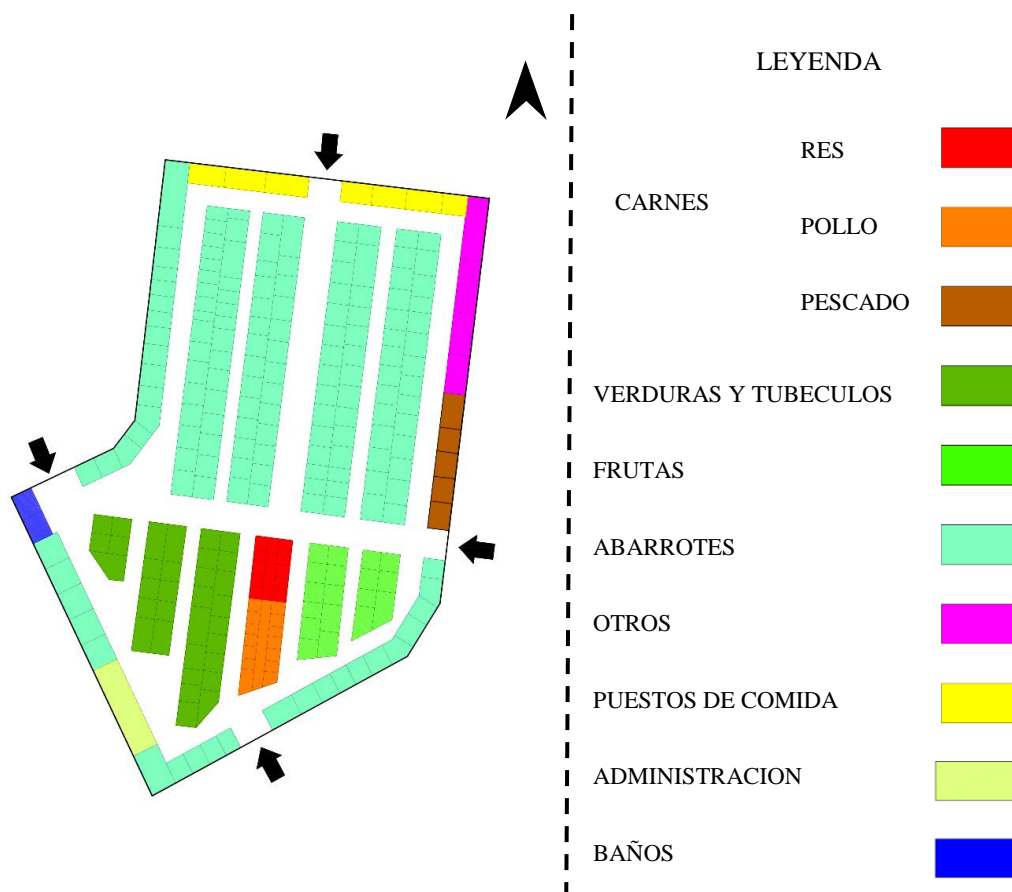 LEYENDA
RES
CARNES
POLLO
PESCADO
VERDURAS Y TUBECULOS
FRUTAS
ABARROTES
OTROS
PUESTOS DE COMIDA
ADMINISTRACION
BAÑOS